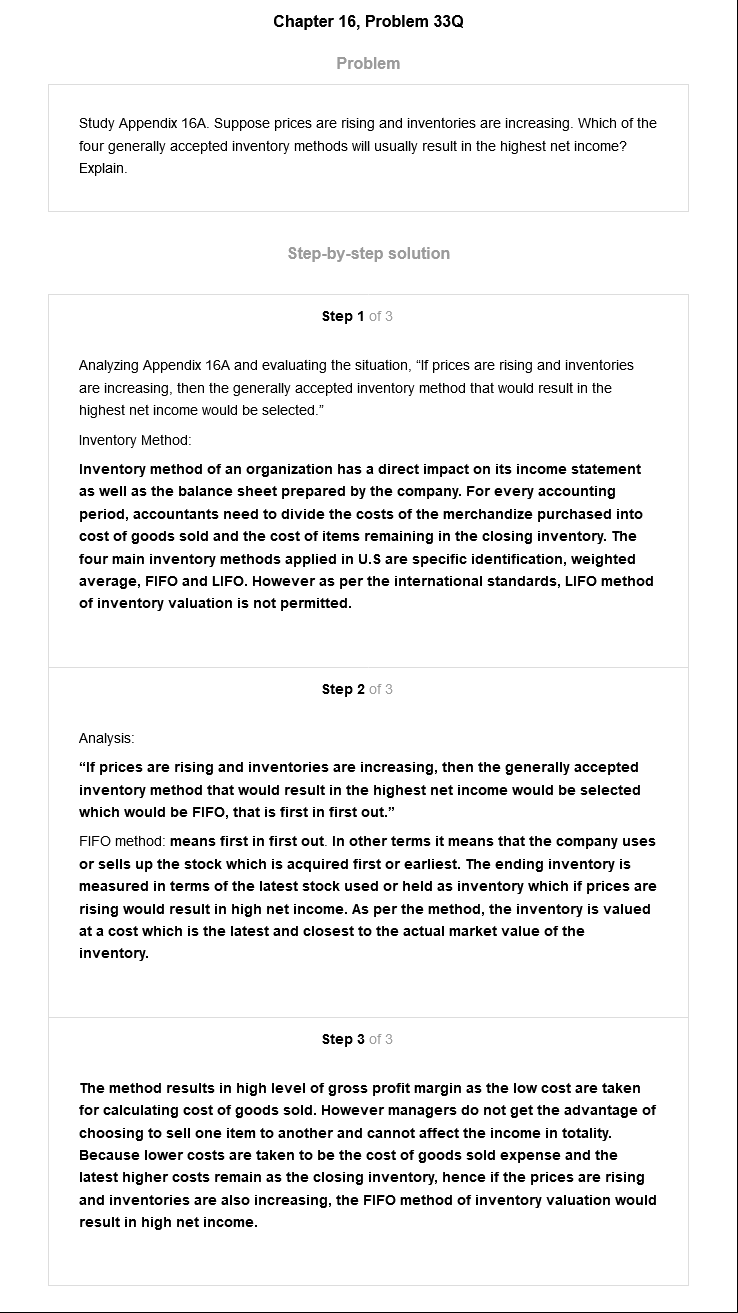 Chapter 16, Problem 33Q
Problem
Study Appendix 16A. Suppose prices are rising and inventories are increasing. Which of the
four generally accepted inventory methods will usually result in the highest net income?
Explain.
Step-by-step solution
Step 1 of 3
Analyzing Appendix 16A and evaluating the situation, “If prices are rising and inventories
are increasing, then the generally accepted inventory method that would result in the
highest net income would be selected.”
Inventory Method:
Inventory method of an organization has a direct impact on its income statement
as well as the balance sheet prepared by the company. For every accounting
period, accountants need to divide the costs of the merchandize purchased into
cost of goods sold and the cost of items remaining in the closing inventory. The
four main inventory methods applied in U.S are specific identification, weighted
average, FIFO and LIFO. However as per the international standards, LIFO method
of inventory valuation is not permitted.
Step 2 of 3
Analysis:
“If prices are rising and inventories are increasing, then the generally accepted
inventory method that would result in the highest net income would be selected
which would be FIFO, that is first in first out.”
FIFO method: means first in first out. In other terms it means that the company uses
or sells up the stock which is acquired first or earliest. The ending inventory is
measured in terms of the latest stock used or held as inventory which if prices are
rising would result in high net income. As per the method, the inventory is valued
at a cost which is the latest and closest to the actual market value of the
inventory.
Step 3 of 3
The method results in high level of gross profit margin as the low cost are taken
for calculating cost of goods sold. However managers do not get the advantage of
choosing to sell one item to another and cannot affect the income in totality.
Because lower costs are taken to be the cost of goods sold expense and the
latest higher costs remain as the closing inventory, hence if the prices are rising
and inventories are also increasing, the FIFO method of inventory valuation would
result in high net income.